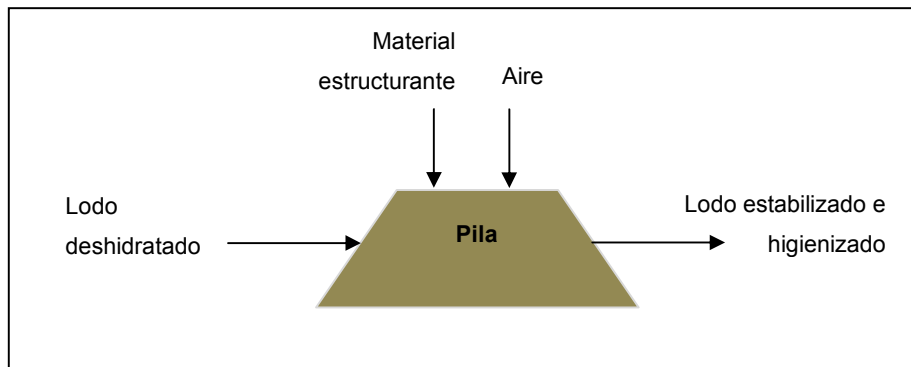 Material
estructurante
Aire
Lodo
deshidratado
Pila
Lodo estabilizado e
higienizado